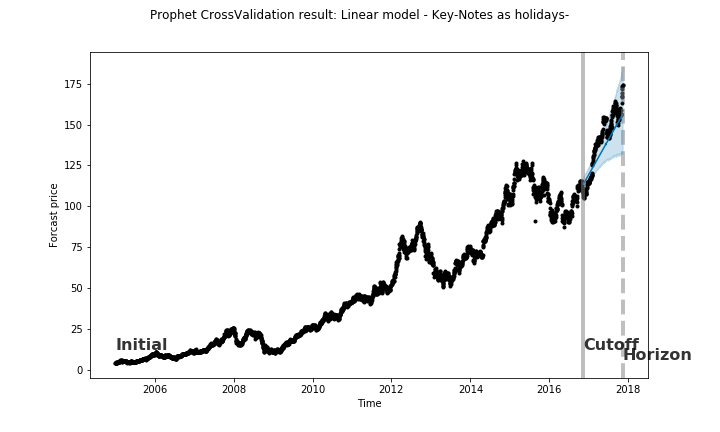 Prophet CrossValidation result: Linear model - Key-Notes as holidays-
175
150
125
100
75
50
25
0
Forcast price
Initial
Cutoff
Horizon
2006
2008
2010
2012
2014
2016
2018
Time